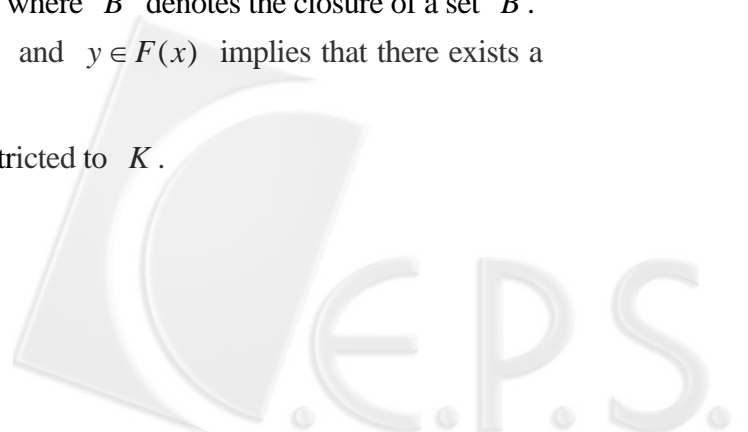 where B denotes the closure of a set B.
and y ∈ F(x) implies that there exists a
tricted to K.
C.E.P.S.